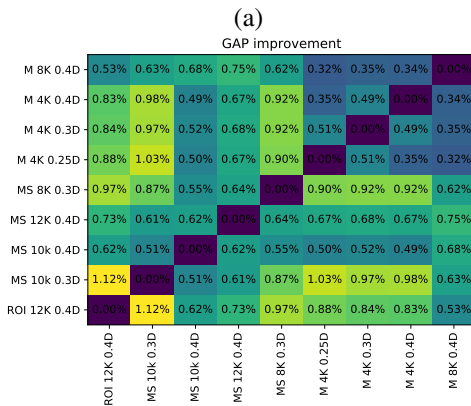 (a)
GAP improvement
M 8K 0.4D 0.53% 0.63% 0.68% 0.75% 0.62% 0.32% 0.35% 0.34% 0.00%
M 4K 0.4D 0.83% 0.98% 0.49% 0.67% 0.92% 0.35% 0.49% 0.00% 0.34%
M 4K 0.3D 0.84% 0.97% 0.52% 0.68% 0.92% 0.51% 0.00% 0.49% 0.35%
M 4K 0.25D 0.88% 1.03% 0.50% 0.67% 0.90% 0.00% 0.51% 0.35% 0.32%
MS 8K 0.3D 0.97% 0.87% 0.55% 0.64% 0.00% 0.90% 0.92% 0.92% 0.62%
MS 12K 0.4D 0.73% 0.61% 0.62% 0.00% 0.64% 0.67% 0.68% 0.67% 0.75%
MS 10k 0.4D 0.62% 0.51% 0.00% 0.62% 0.55% 0.50% 0.52% 0.49% 0.68%
MS 10k 0.3D 1.12% 0.00% 0.51% 0.61% 0.87% 1.03% 0.97% 0.98% 0.63%
ROI 12K 0.4D 0.00% 1.12% 0.62% 0.73% 0.97% 0.88% 0.84% 0.83% 0.53%
ROI 12K 0.4D
MS 10k 0.3D
MS 10k 0.4D
MS 12K 0.4D
MS 8K 0.3D
M 4K 0.25D
M 4K 0.3D
M 4K 0.4D
M 8K 0.4D